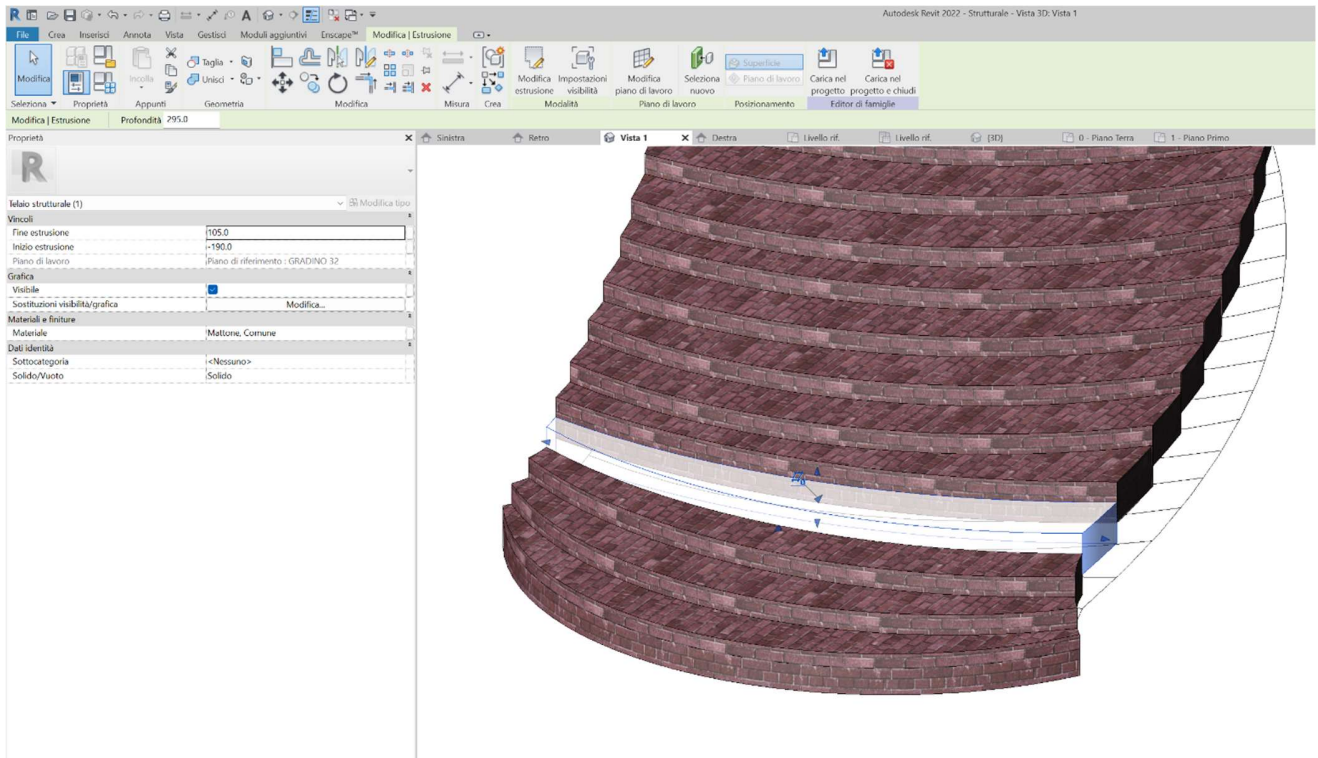 Autodesk Revit 2022 - Strutturale - Vista 3D: Vista 1
File Crea Inserisci Annota Vista Gestisci Moduli aggiuntivi Enscape™ Modifica | Estrusione
Modifica
Incolla
Taglia
Unisci
Modifica estrusione
Impostazioni visibilità
Modifica piano di lavoro
Seleziona nuovo
Superficie
Piano di lavoro
Carica nel progetto
Carica nel progetto e chiudi
Seleziona Proprietà Appunti Geometria Modifica Misura Crea Modalità Piano di lavoro Posizionamento Editor di famiglie
Modifica | Estrusione Profondità 295.0
Proprietà
Sinistra Retro Vista 1 Destra Livello rif. Livello rif. {3D} 0 - Piano Terra 1 - Piano Primo
R
Telaio strutturale (1) Modifica tipo
Vincoli
Fine estrusione 105.0
Inizio estrusione -190.0
Piano di lavoro Piano di riferimento : GRADINO 32
Grafica
Visibile
Sostituzioni visibilità/grafica Modifica...
Materiali e finiture
Materiale Mattone, Comune
Dati identità
Sottocategoria <Nessuno>
Solido/Vuoto Solido